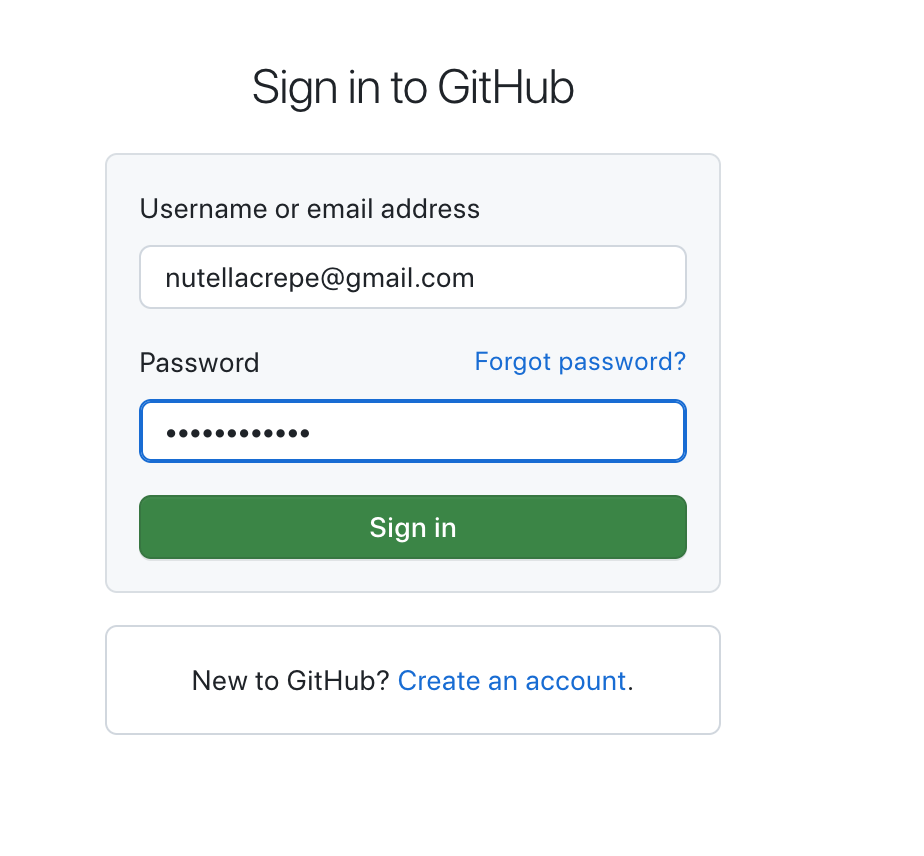 Sign in to GitHub
Username or email address
nutellacrepe@gmail.com
Password Forgot password?
••••••••••••
Sign in
New to GitHub? Create an account.